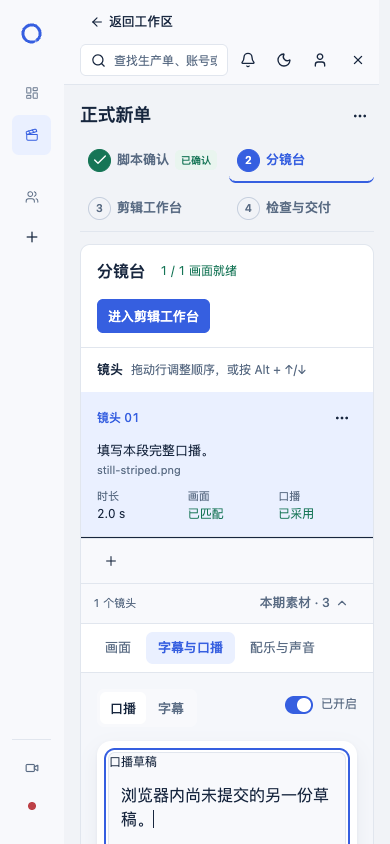 返回工作区
查找生产单、账号或
正式新单
脚本确认 已确认
2 分镜台
3 剪辑工作台
4 检查与交付
分镜台 1 / 1 画面就绪
进入剪辑工作台
镜头 拖动行调整顺序，或按 Alt + ↑/↓
镜头 01
填写本段完整口播。
still-striped.png
时长 画面 口播
2.0 s 已匹配 已采用
1 个镜头 本期素材 · 3
画面 字幕与口播 配乐与声音
口播 字幕 已开启
口播草稿
浏览器内尚未提交的另一份草
稿。